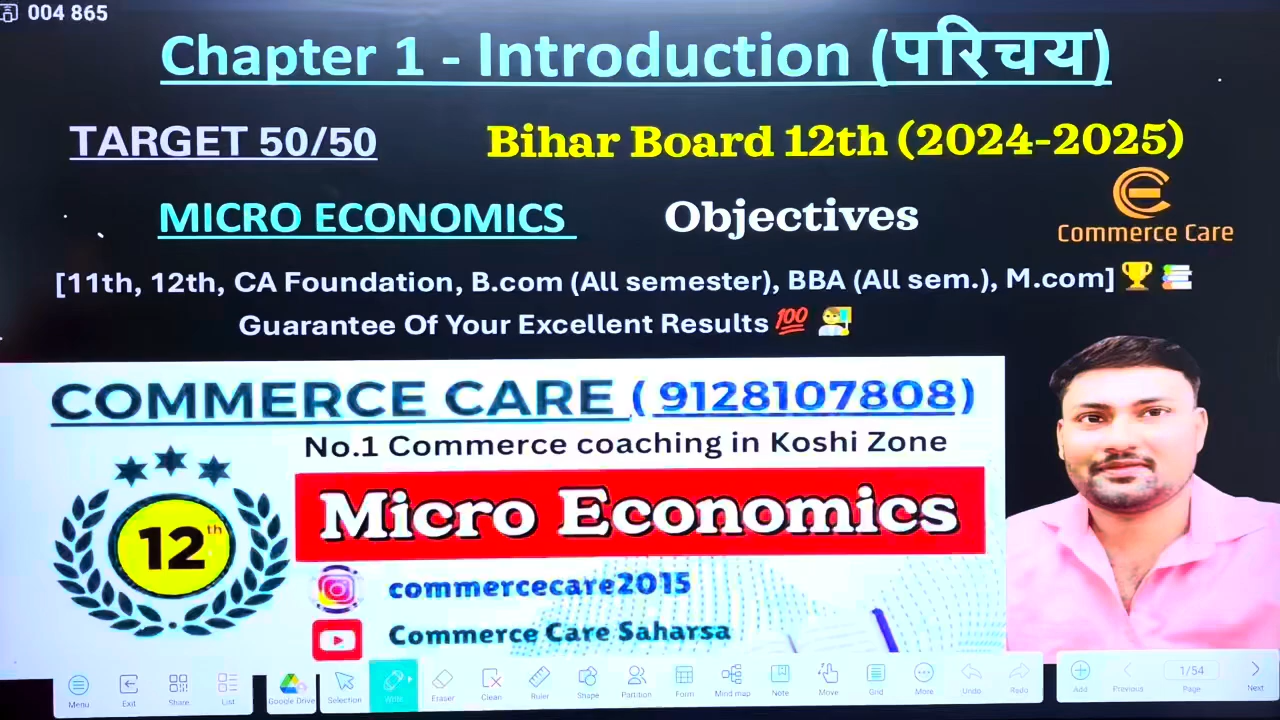 004 865
Chapter 1 - Introduction (परिचय)
TARGET 50/50
Bihar Board 12th (2024-2025)
MICRO ECONOMICS
Objectives
Commerce Care
[11th, 12th, CA Foundation, B.com (All semester), BBA (All sem.), M.com]🏆 📚
Guarantee Of Your Excellent Results 💯 👨‍🏫
COMMERCE CARE ( 9128107808)
No.1 Commerce coaching in Koshi Zone
12th
Micro Economics
commercecare2015
Commerce Care Saharsa
Menu
Exit
Share
List
Google Drive
Selection
Write
Eraser
Clean
Ruler
Shape
Partition
Form
Mind map
Note
Move
Grid
More
Undo
Redo
Add
Previous
1/54
Page
Next